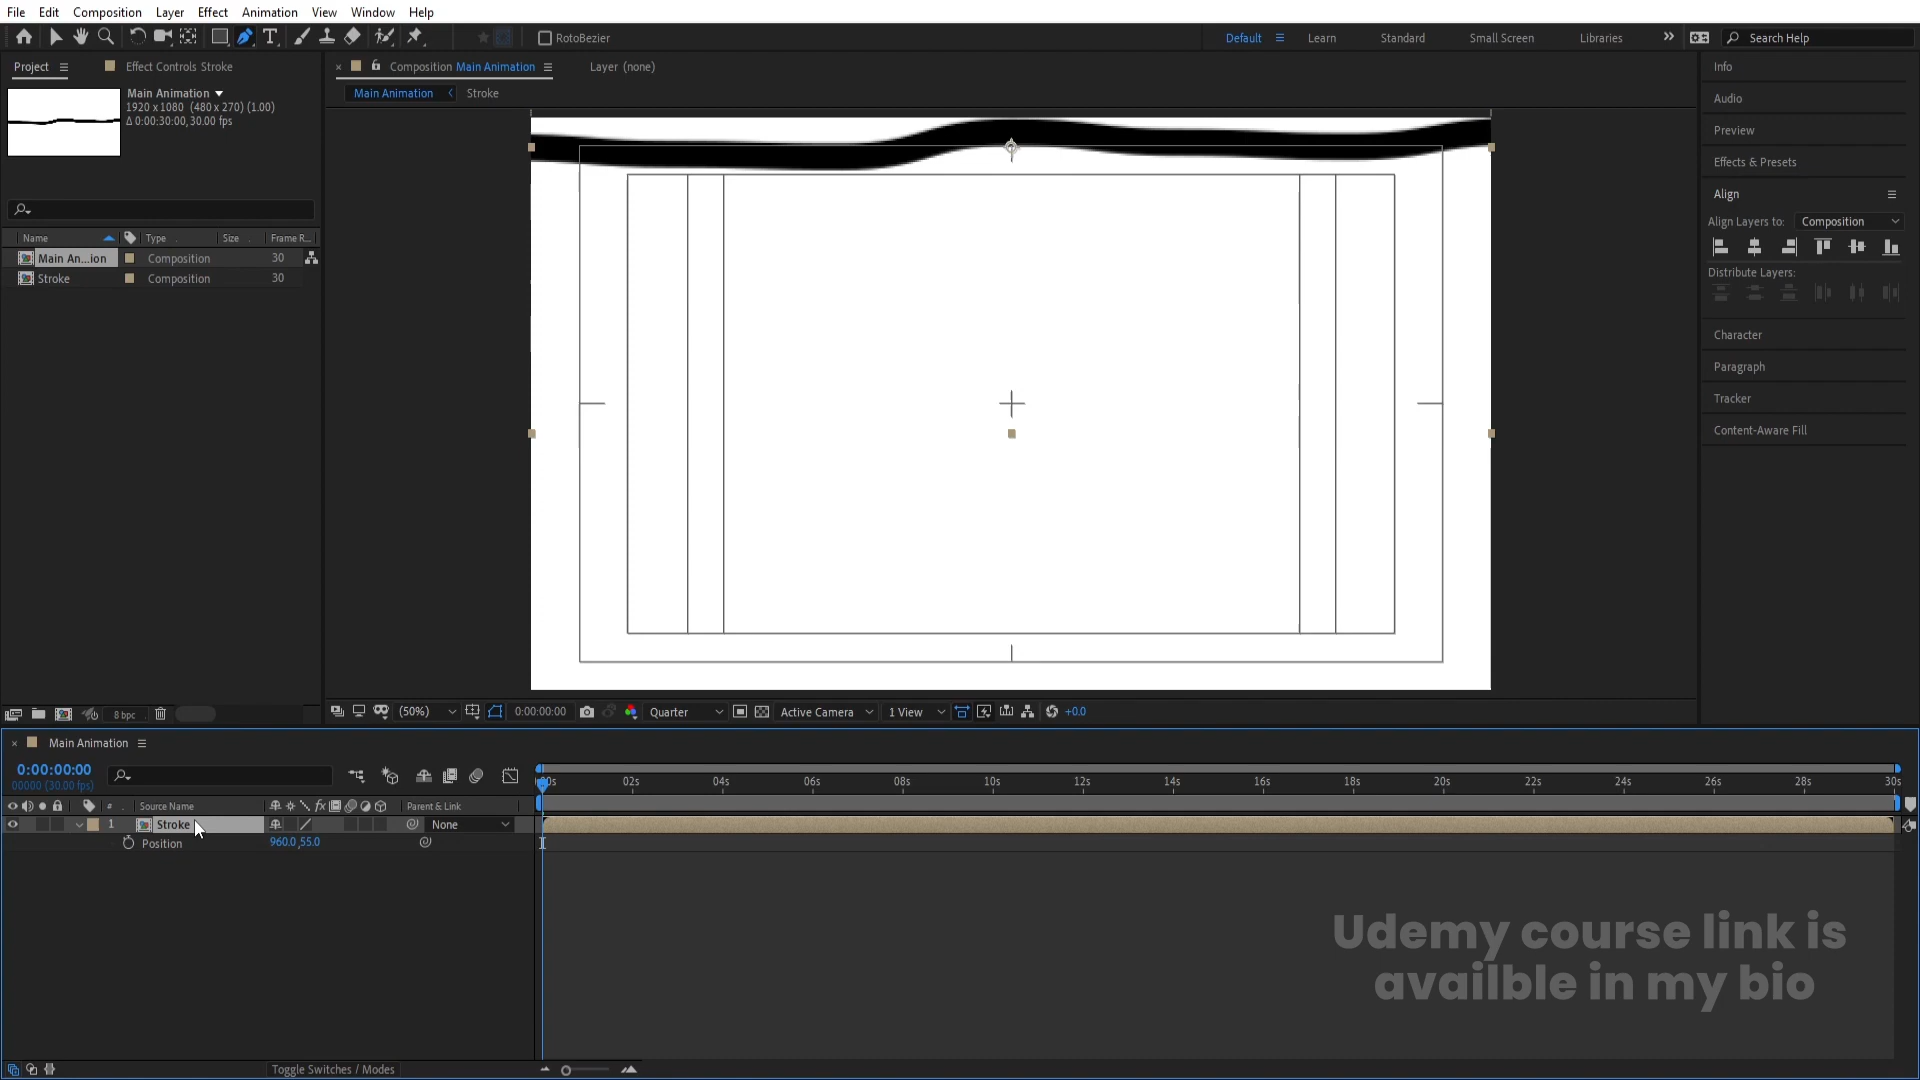 File Edit Composition Layer Effect Animation View Window Help
RotoBezier
Default Learn Standard Small Screen Libraries Search Help
Project Effect Controls Stroke
Composition Main Animation Layer (none)
Main Animation Stroke
Main Animation
1920 x 1080 (480 x 270) (1.00)
Δ 0:00:30:00, 30.00 fps
Name Type Size Frame R...
Main An...ion Composition 30
Stroke Composition 30
Info
Audio
Preview
Effects & Presets
Align
Align Layers to: Composition
Distribute Layers:
Character
Paragraph
Tracker
Content-Aware Fill
8 bpc
(50%) 0:00:00:00 Quarter Active Camera 1 View +0.0
Main Animation
0:00:00:00
00000 (30.00 fps)
:00s 02s 04s 06s 08s 10s 12s 14s 16s 18s 20s 22s 24s 26s 28s 30s
# Source Name fx Parent & Link
1 Stroke None
Position 960.0,55.0
Udemy course link is
availble in my bio
Toggle Switches / Modes